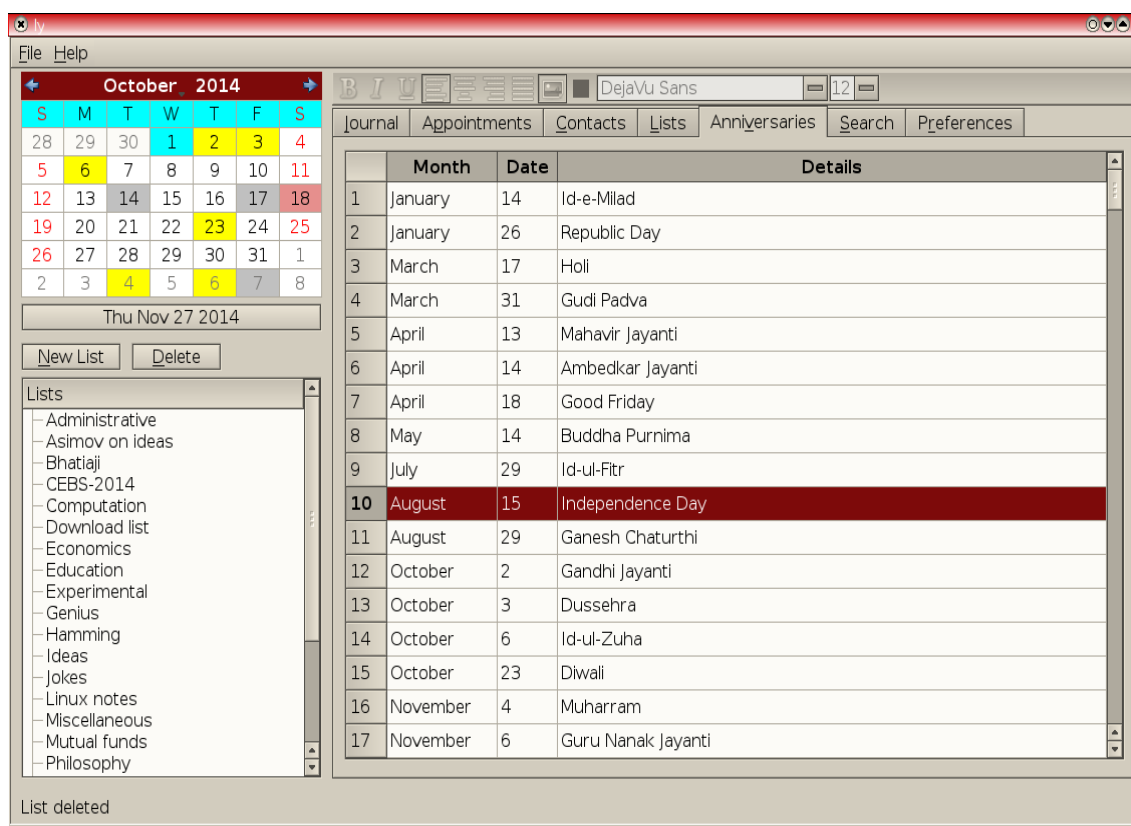 ly
File Help
October 2014
S M T W T F S
28 29 30 1 2 3 4
5 6 7 8 9 10 11
12 13 14 15 16 17 18
19 20 21 22 23 24 25
26 27 28 29 30 31 1
2 3 4 5 6 7 8
Thu Nov 27 2014
New List Delete
Lists
Administrative
Asimov on ideas
Bhatiaji
CEBS-2014
Computation
Download list
Economics
Education
Experimental
Genius
Hamming
Ideas
Jokes
Linux notes
Miscellaneous
Mutual funds
Philosophy
B I U DejaVu Sans 12
Journal Appointments Contacts Lists Anniversaries Search Preferences
Month Date Details
1 January 14 Id-e-Milad
2 January 26 Republic Day
3 March 17 Holi
4 March 31 Gudi Padva
5 April 13 Mahavir Jayanti
6 April 14 Ambedkar Jayanti
7 April 18 Good Friday
8 May 14 Buddha Purnima
9 July 29 Id-ul-Fitr
10 August 15 Independence Day
11 August 29 Ganesh Chaturthi
12 October 2 Gandhi Jayanti
13 October 3 Dussehra
14 October 6 Id-ul-Zuha
15 October 23 Diwali
16 November 4 Muharram
17 November 6 Guru Nanak Jayanti
List deleted